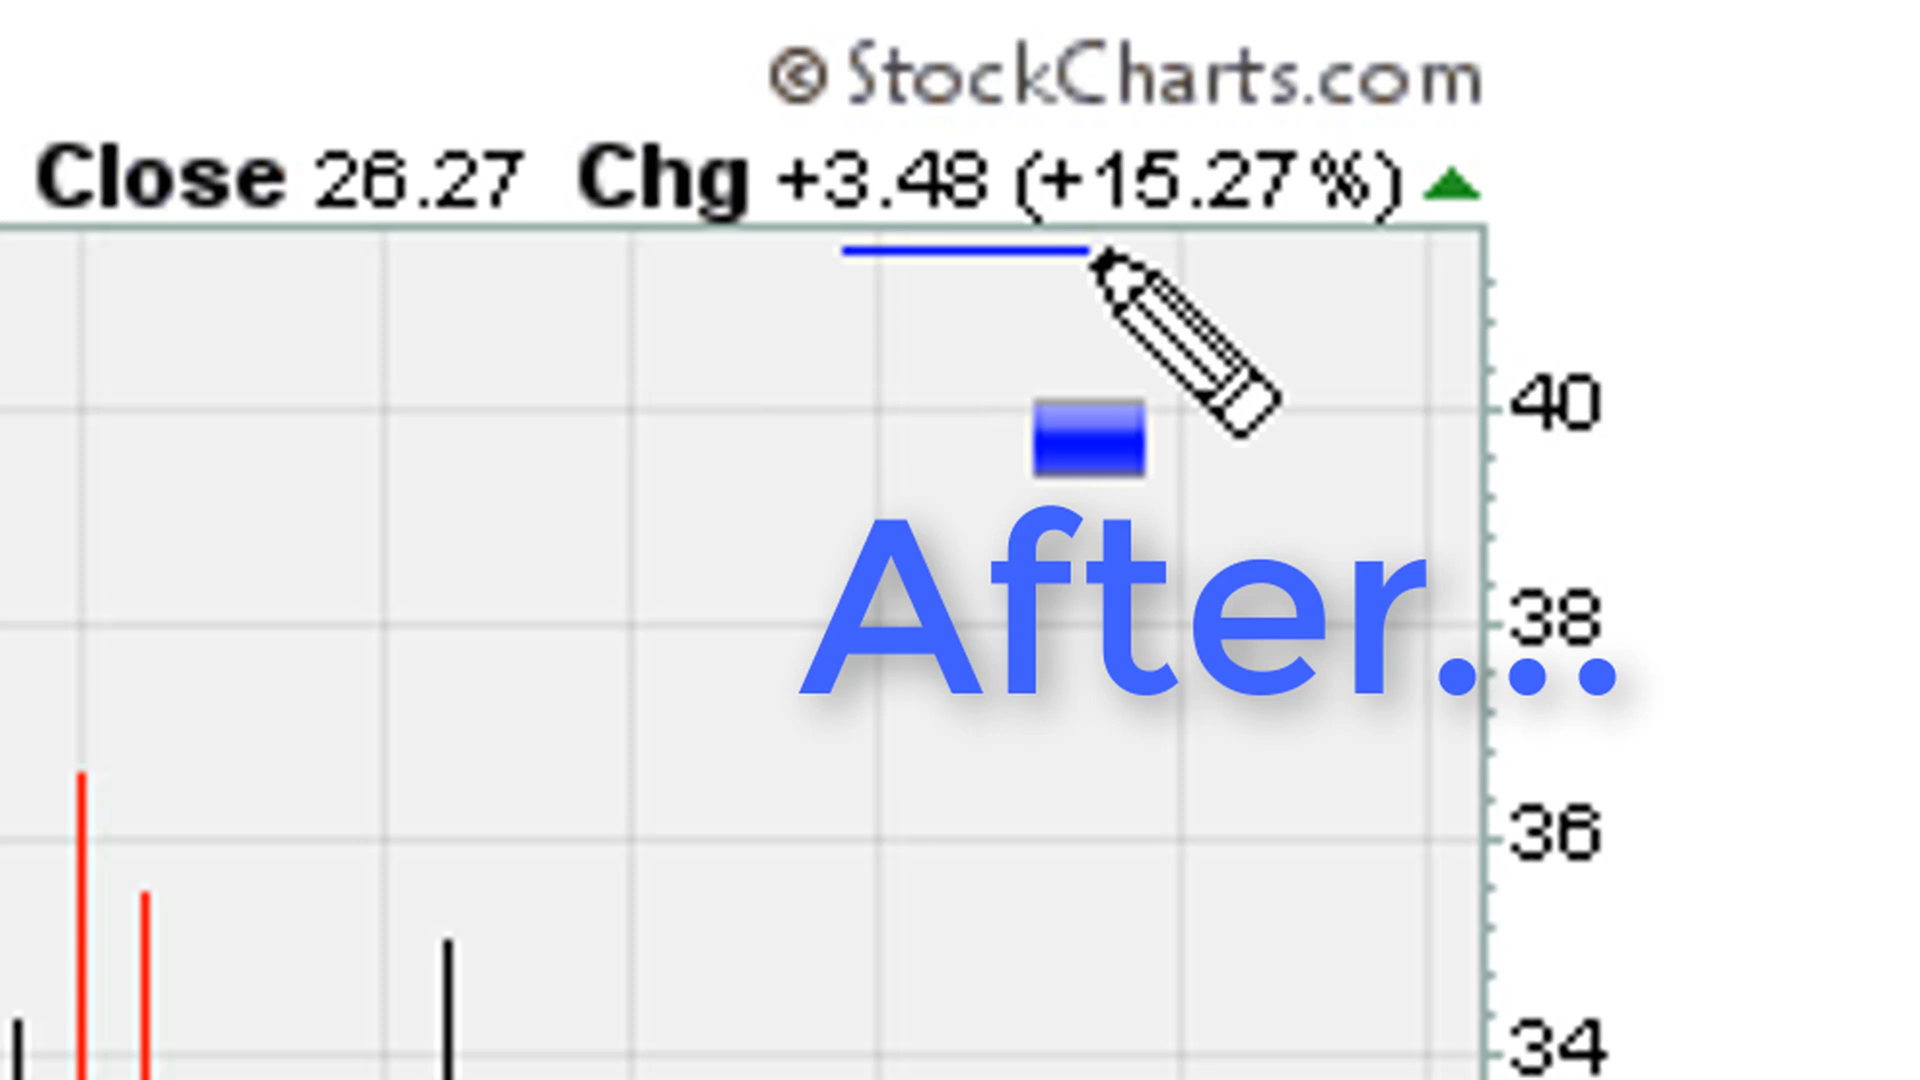 © StockCharts.com
Close 26.27 Chg +3.48 (+15.27%)
40
After...
38
36
34